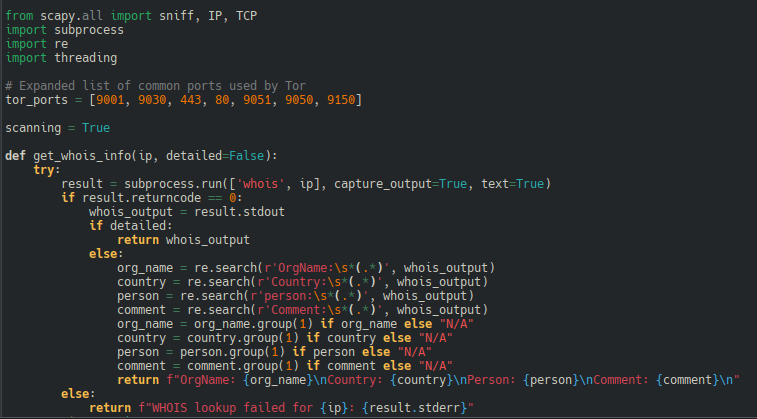 from scapy.all import sniff, IP, TCP
import subprocess
import re
import threading

# Expanded list of common ports used by Tor
tor_ports = [9001, 9030, 443, 80, 9051, 9050, 9150]

scanning = True

def get_whois_info(ip, detailed=False):
    try:
        result = subprocess.run(['whois', ip], capture_output=True, text=True)
        if result.returncode == 0:
            whois_output = result.stdout
            if detailed:
                return whois_output
            else:
                org_name = re.search(r'OrgName:\s*(.*)', whois_output)
                country = re.search(r'Country:\s*(.*)', whois_output)
                person = re.search(r'person:\s*(.*)', whois_output)
                comment = re.search(r'Comment:\s*(.*)', whois_output)
                org_name = org_name.group(1) if org_name else "N/A"
                country = country.group(1) if country else "N/A"
                person = person.group(1) if person else "N/A"
                comment = comment.group(1) if comment else "N/A"
                return f"OrgName: {org_name}\nCountry: {country}\nPerson: {person}\nComment: {comment}\n"
        else:
            return f"WHOIS lookup failed for {ip}: {result.stderr}"